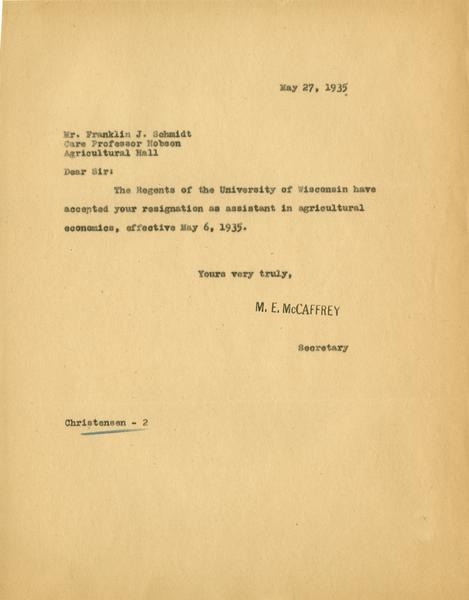 May 27, 1935
Mr. Franklin J. Schmidt
Care Professor Hobson
Agricultural Hall
Dear Sir:
The Regents of the University of Wisconsin have
accepted your resignation as assistant in agricultural
economics, effective May 6, 1935.
Yours very truly,
M. E. McCAFFREY
Secretary
Christensen - 2